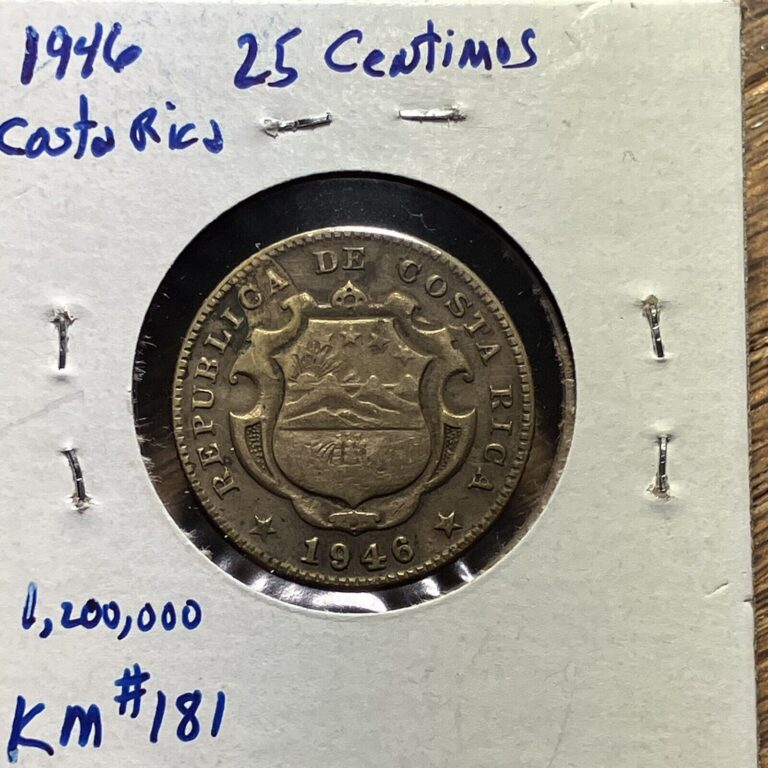 1946 25 Centimos
Costa Rica
REPUBLICA DE COSTA RICA
1946
1,200,000
KM #181